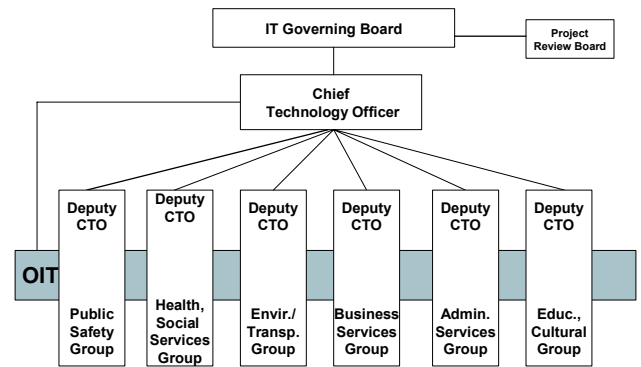 IT Governing Board
Project
Review Board
Chief
Technology Officer
Deputy
CTO
Deputy
CTO
Deputy
CTO
Deputy
CTO
Deputy
CTO
Deputy
CTO
OIT
Public
Safety
Group
Health,
Social
Services
Group
Envir./
Transp.
Group
Business
Services
Group
Admin.
Services
Group
Educ.,
Cultural
Group